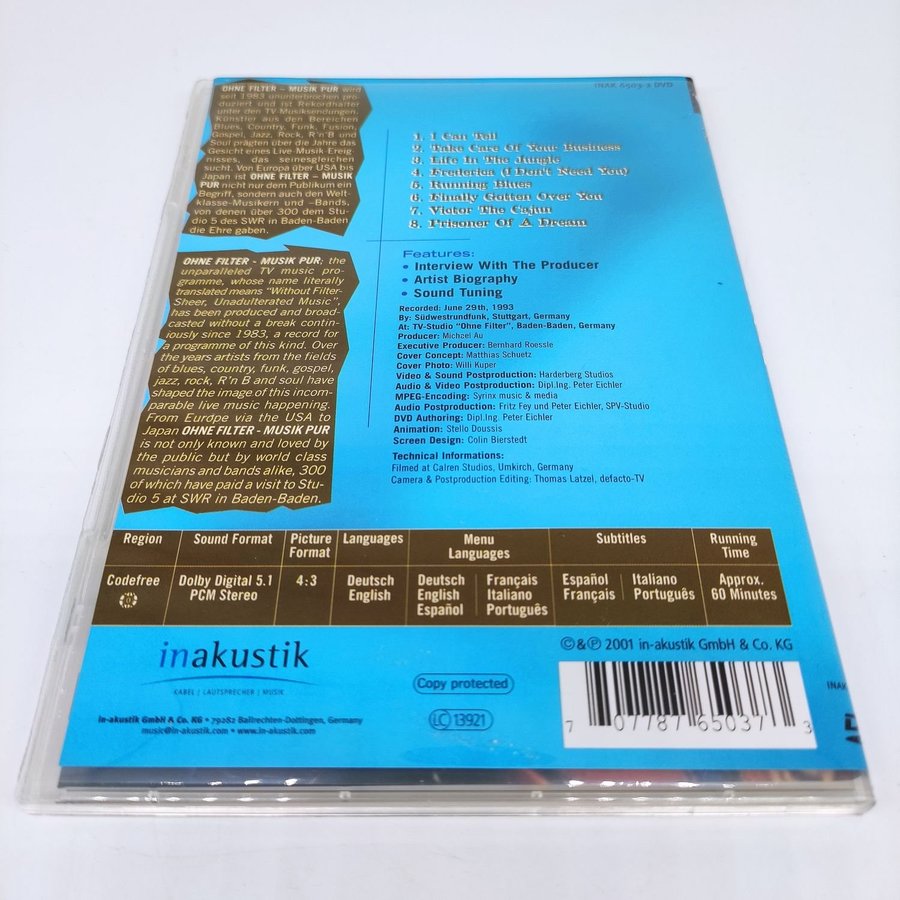 OHNE FILTER – MUSIK PUR wird
seit 1983 ununterbrochen pro-
duziert und ist Rekordhalter
unter den TV Musiksendungen.
Künstler aus den Bereichen
Blues, Country, Funk, Fusion,
Gospel, Jazz, Rock, R'n'B und
Soul prägten über die Jahre das
Gesicht eines Live Musik Ereig-
nisses, das seinesgleichen
sucht. Von Europa über USA bis
Japan ist OHNE FILTER – MUSIK
PUR nicht nur dem Publikum ein
Begriff, sondern auch den Welt-
klasse-Musikern und –Bands,
von denen über 300 dem Stu-
dio 5 des SWR in Baden-Baden
die Ehre gaben.
OHNE FILTER - MUSIK PUR; the
unparalleled TV music pro-
gramme, whose name literally
translated means "Without Filter-
Sheer, Unadulterated Music",
has been produced and broad-
casted without a break contin-
iously since 1983, a record for
a programme of this kind. Over
the years artists from the fields
of blues, country, funk, gospel,
jazz, rock, R'n B and soul have
shaped the image of this incom-
parable live music happening.
From Europe via the USA to
Japan OHNE FILTER - MUSIK PUR
is not only known and loved by
the public but by world class
musicians and bands alike, 300
of which have paid a visit to Stu-
dio 5 at SWR in Baden-Baden.
INAK 6503-2 DVD
1. I Can Tell
2. Take Care Of Your Business
3. Life In The Jungle
4. Frederica (I Don't Need You)
5. Running Blues
6. Finally Gotten Over You
7. Victor The Cajun
8. Prisoner Of A Dream
Features:
• Interview With The Producer
• Artist Biography
• Sound Tuning
Recorded: June 29th, 1993
By: Südwestrundfunk, Stuttgart, Germany
At: TV-Studio "Ohne Filter", Baden-Baden, Germany
Producer: Michael Au
Executive Producer: Bernhard Roessle
Cover Concept: Matthias Schuetz
Cover Photo: Willi Kuper
Video & Sound Postproduction: Harderberg Studios
Audio & Video Postproduction: Dipl.Ing. Peter Eichler
MPEG-Encoding: Syrinx music & media
Audio Postproduction: Fritz Fey und Peter Eichler, SPV-Studio
DVD Authoring: Dipl.Ing. Peter Eichler
Animation: Stello Doussis
Screen Design: Colin Bierstedt
Technical Informations:
Filmed at Calren Studios, Umkirch, Germany
Camera & Postproduction Editing: Thomas Latzel, defacto-TV
Region
Codefree
0
Sound Format
Dolby Digital 5.1
PCM Stereo
Picture
Format
4:3
Languages
Deutsch
English
Menu
Languages
Deutsch
English
Español
Français
Italiano
Português
Subtitles
Español
Français
Italiano
Português
Running
Time
Approx.
60 Minutes
inakustik
KABEL | LAUTSPRECHER | MUSIK
in-akustik GmbH & Co. KG • 79282 Ballrechten-Dottingen, Germany
music@in-akustik.com • www.in-akustik.com
Copy protected
LC 13921
©&℗ 2001 in-akustik GmbH & Co. KG
7 07787 65037 3
INAK